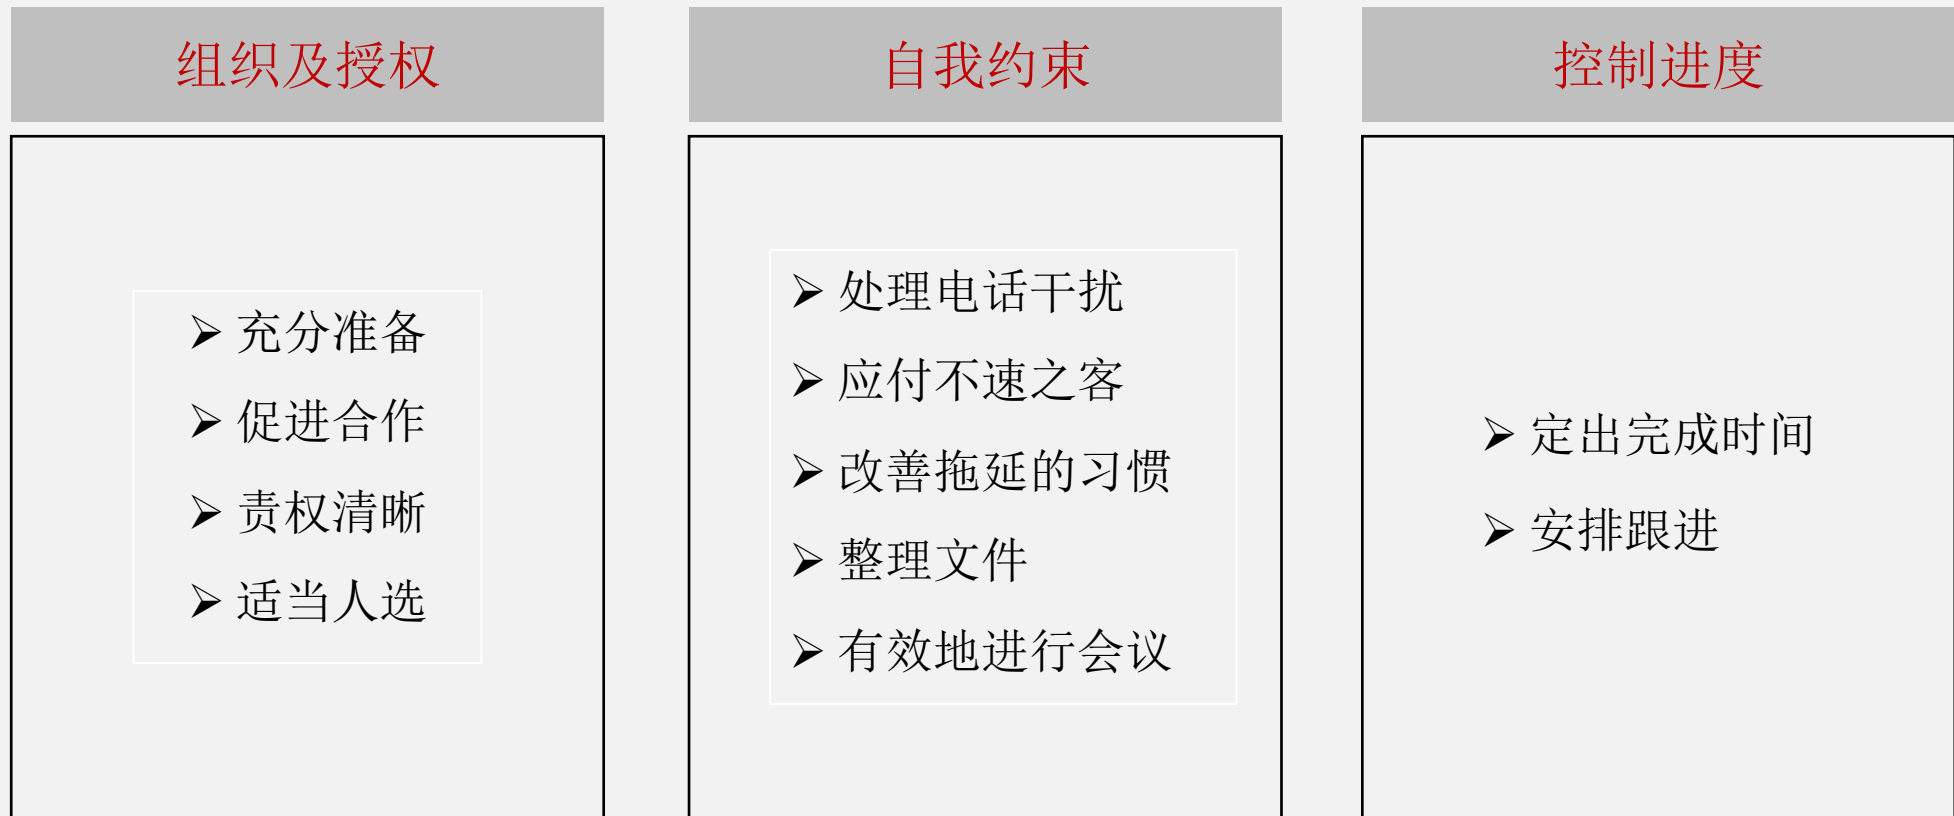 组织及授权
➢ 充分准备
➢ 促进合作
➢ 责权清晰
➢ 适当人选
自我约束
➢ 处理电话干扰
➢ 应付不速之客
➢ 改善拖延的习惯
➢ 整理文件
➢ 有效地进行会议
控制进度
➢ 定出完成时间
➢ 安排跟进